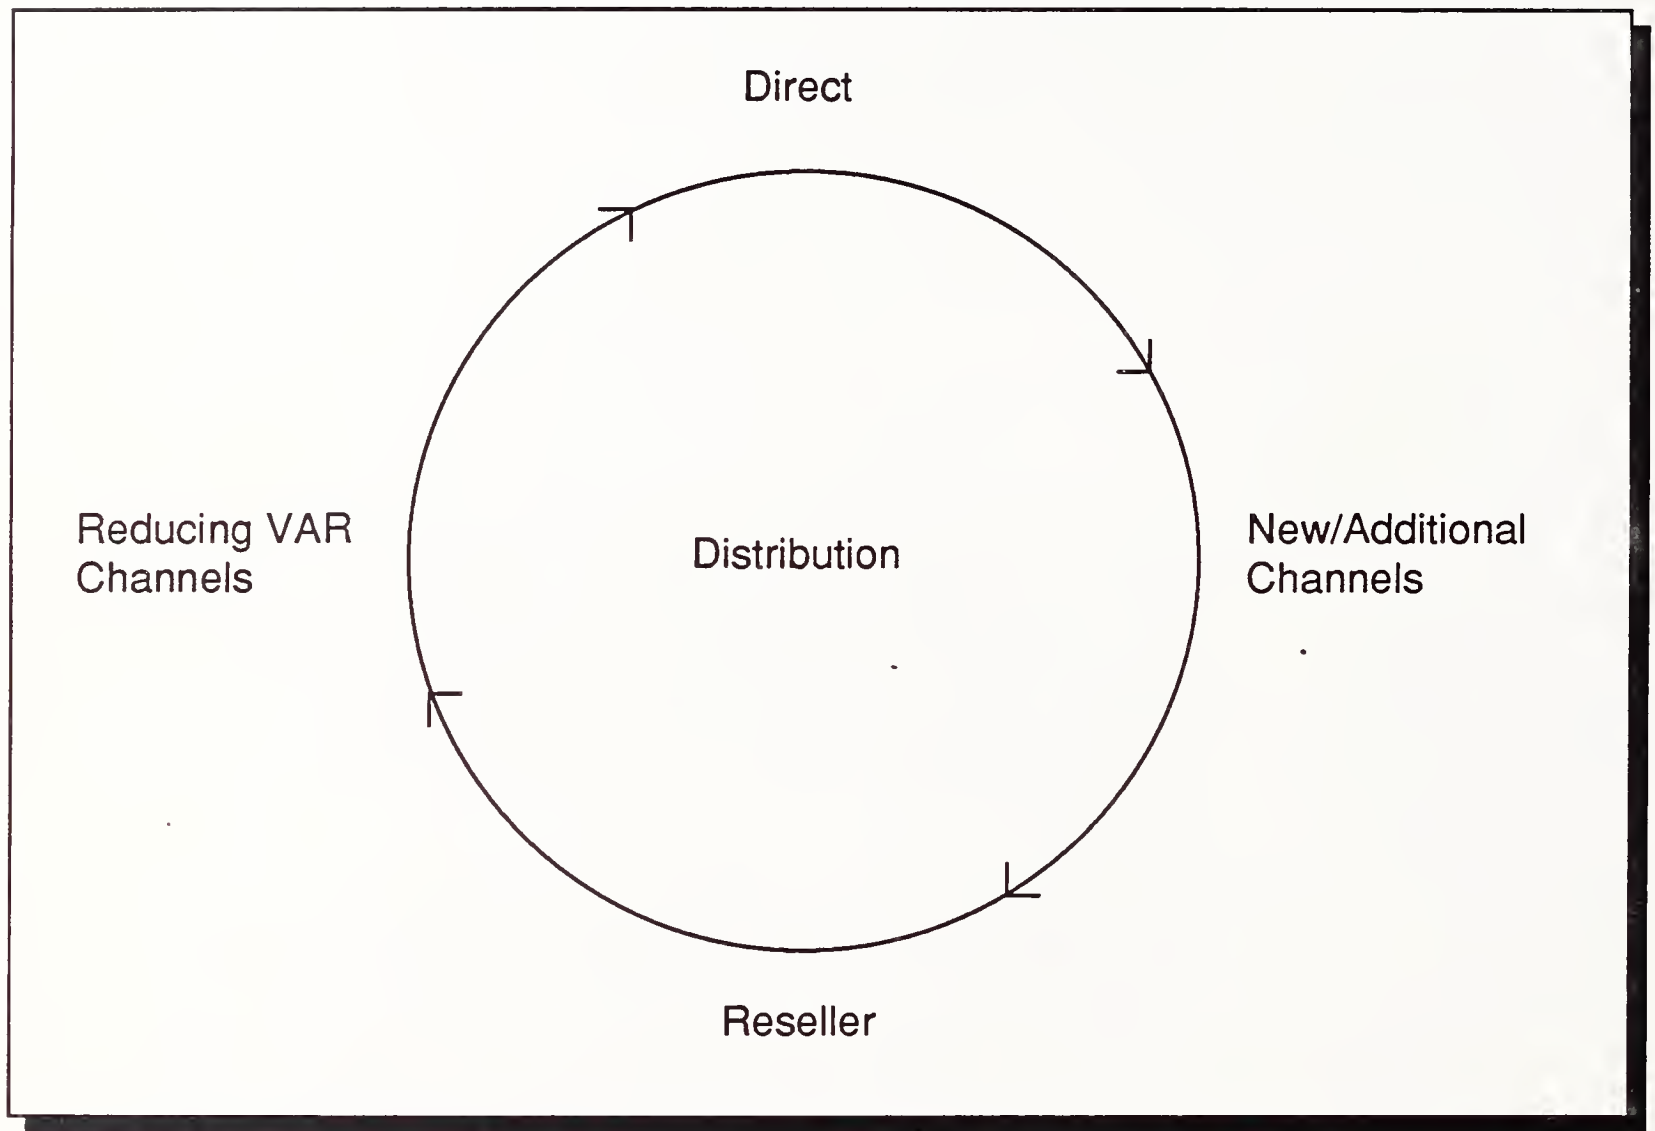 Direct
Reducing VAR
Channels
Distribution
New/Additional
Channels
Reseller